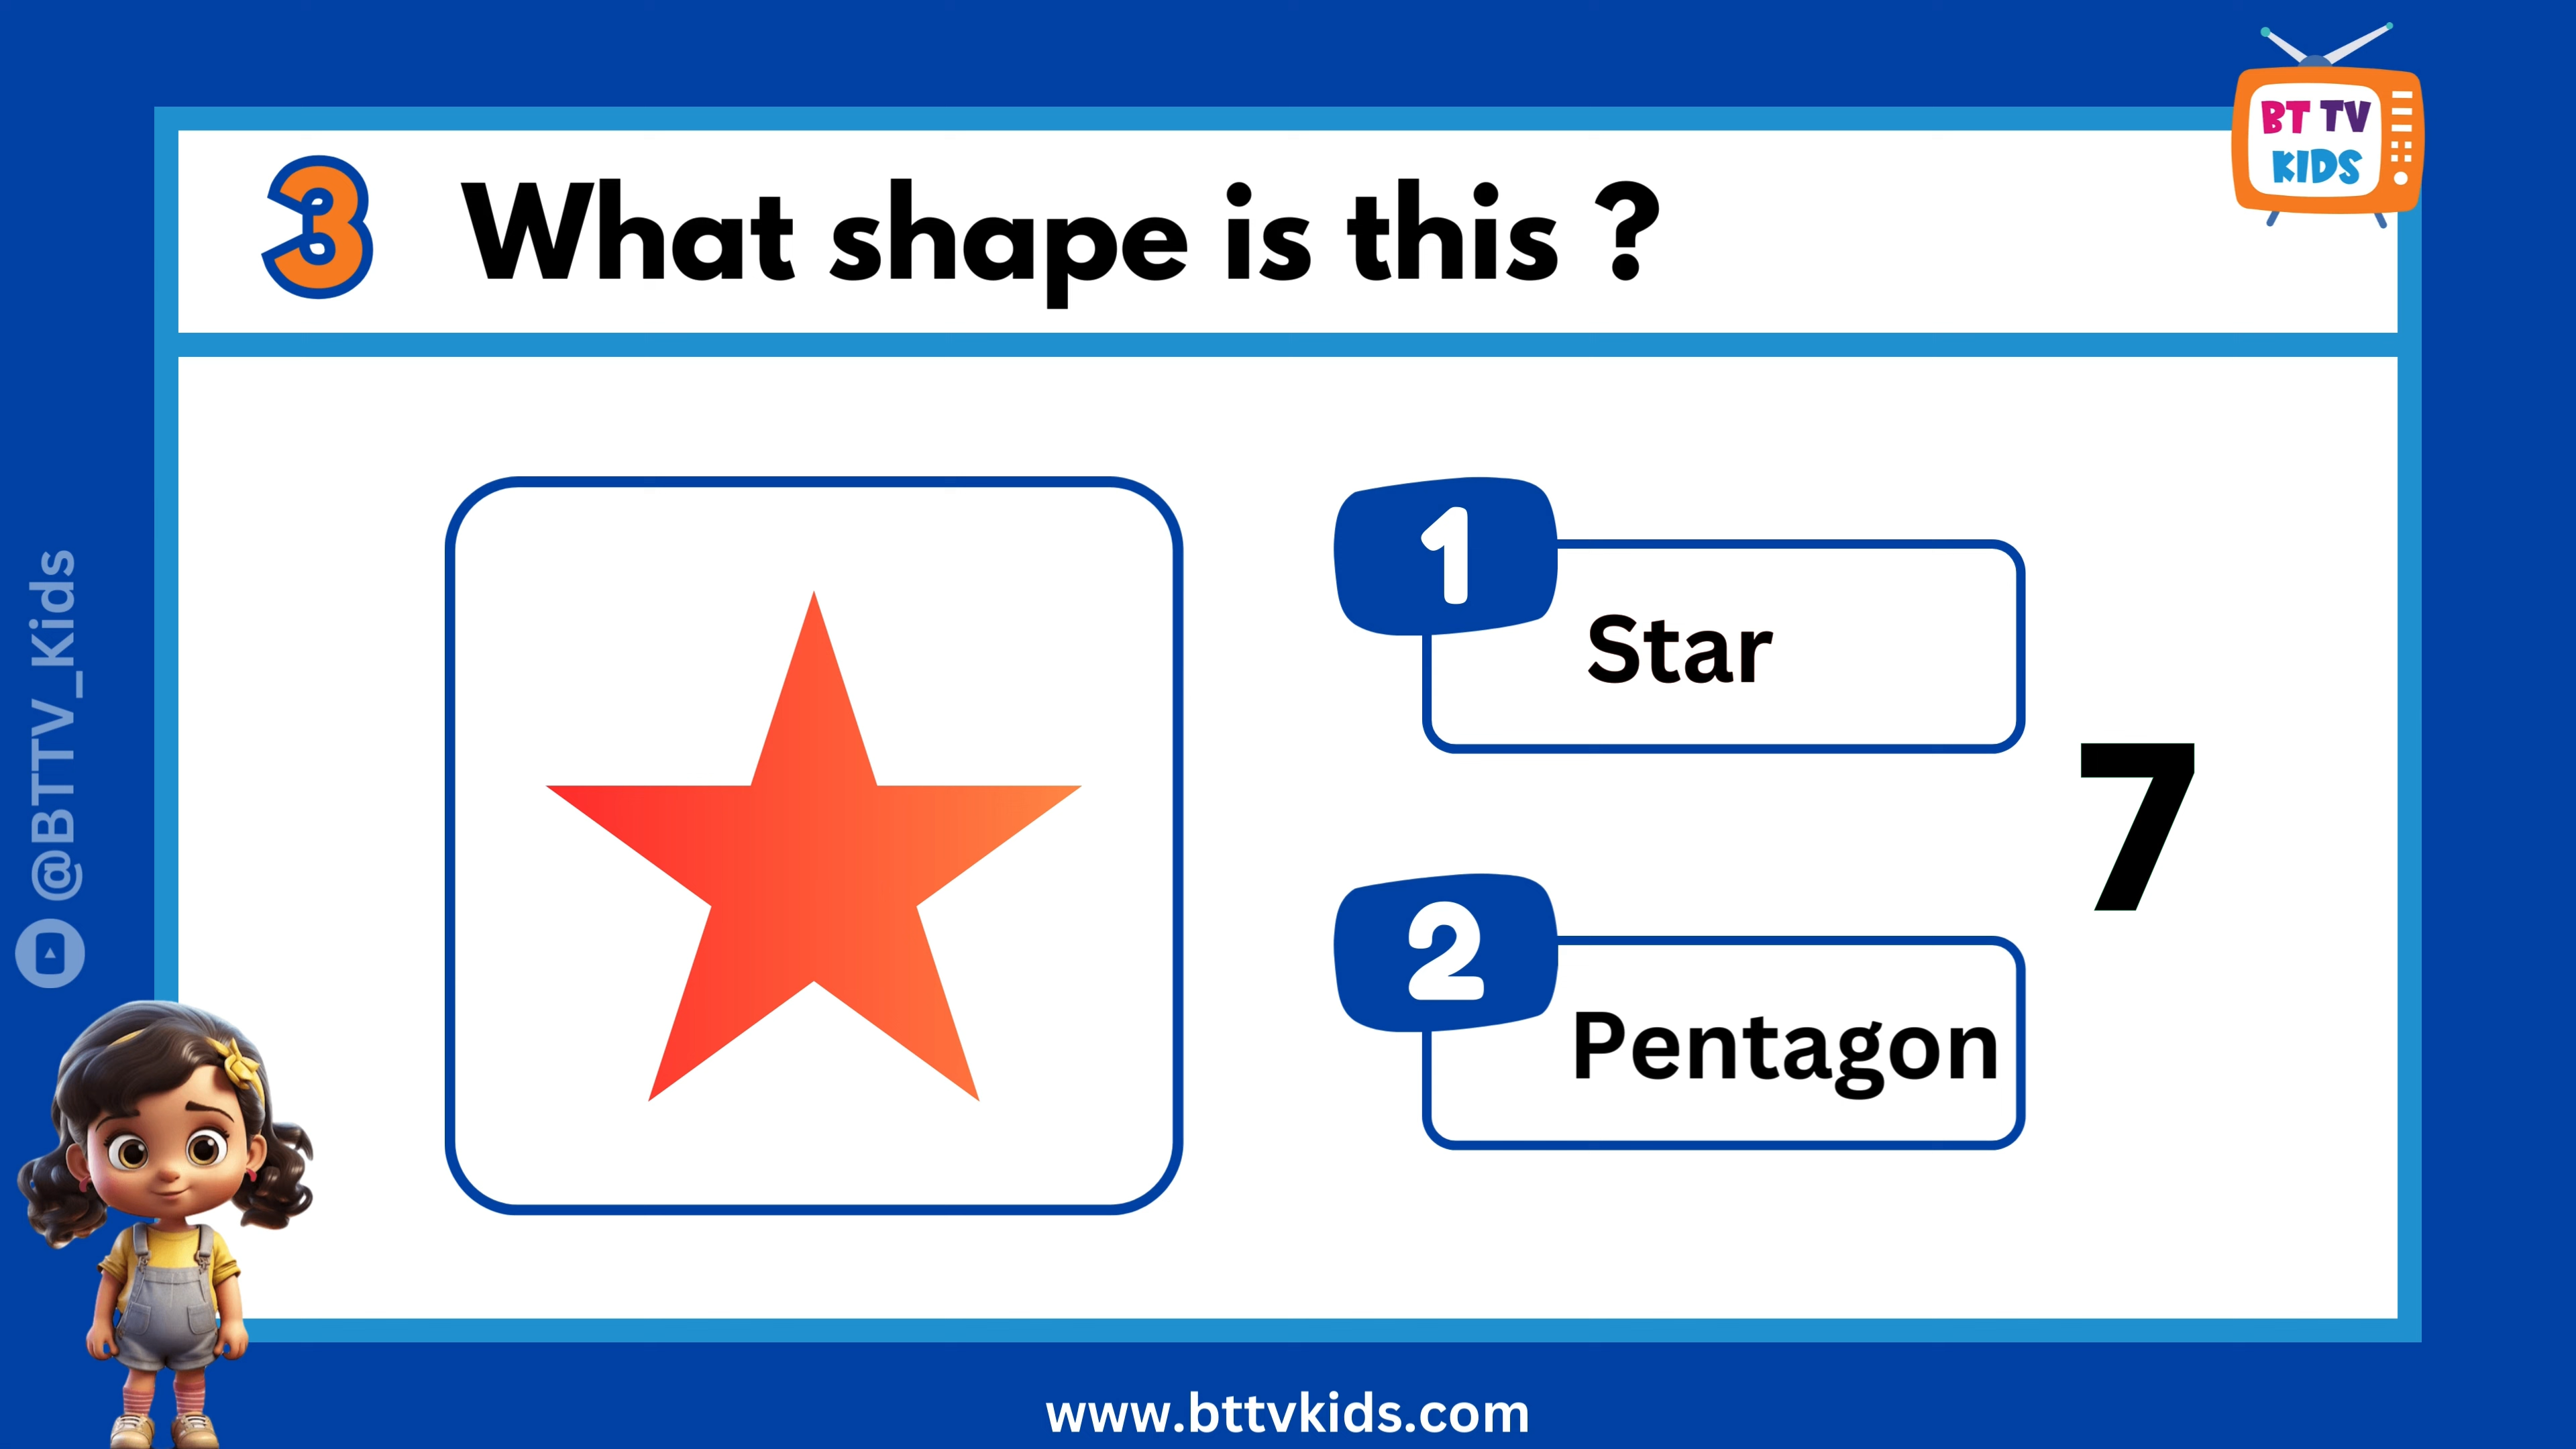 BT TV
KIDS
3 What shape is this ?
1
Star
7
2
Pentagon
@BTTV_Kids
www.bttvkids.com